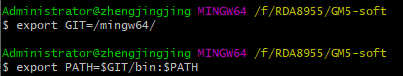 Administrator@zhengjingjing MINGW64 /f/RDA8955/GM5-soft
$ export GIT=/mingw64/
Administrator@zhengjingjing MINGW64 /f/RDA8955/GM5-soft
$ export PATH=$GIT/bin:$PATH